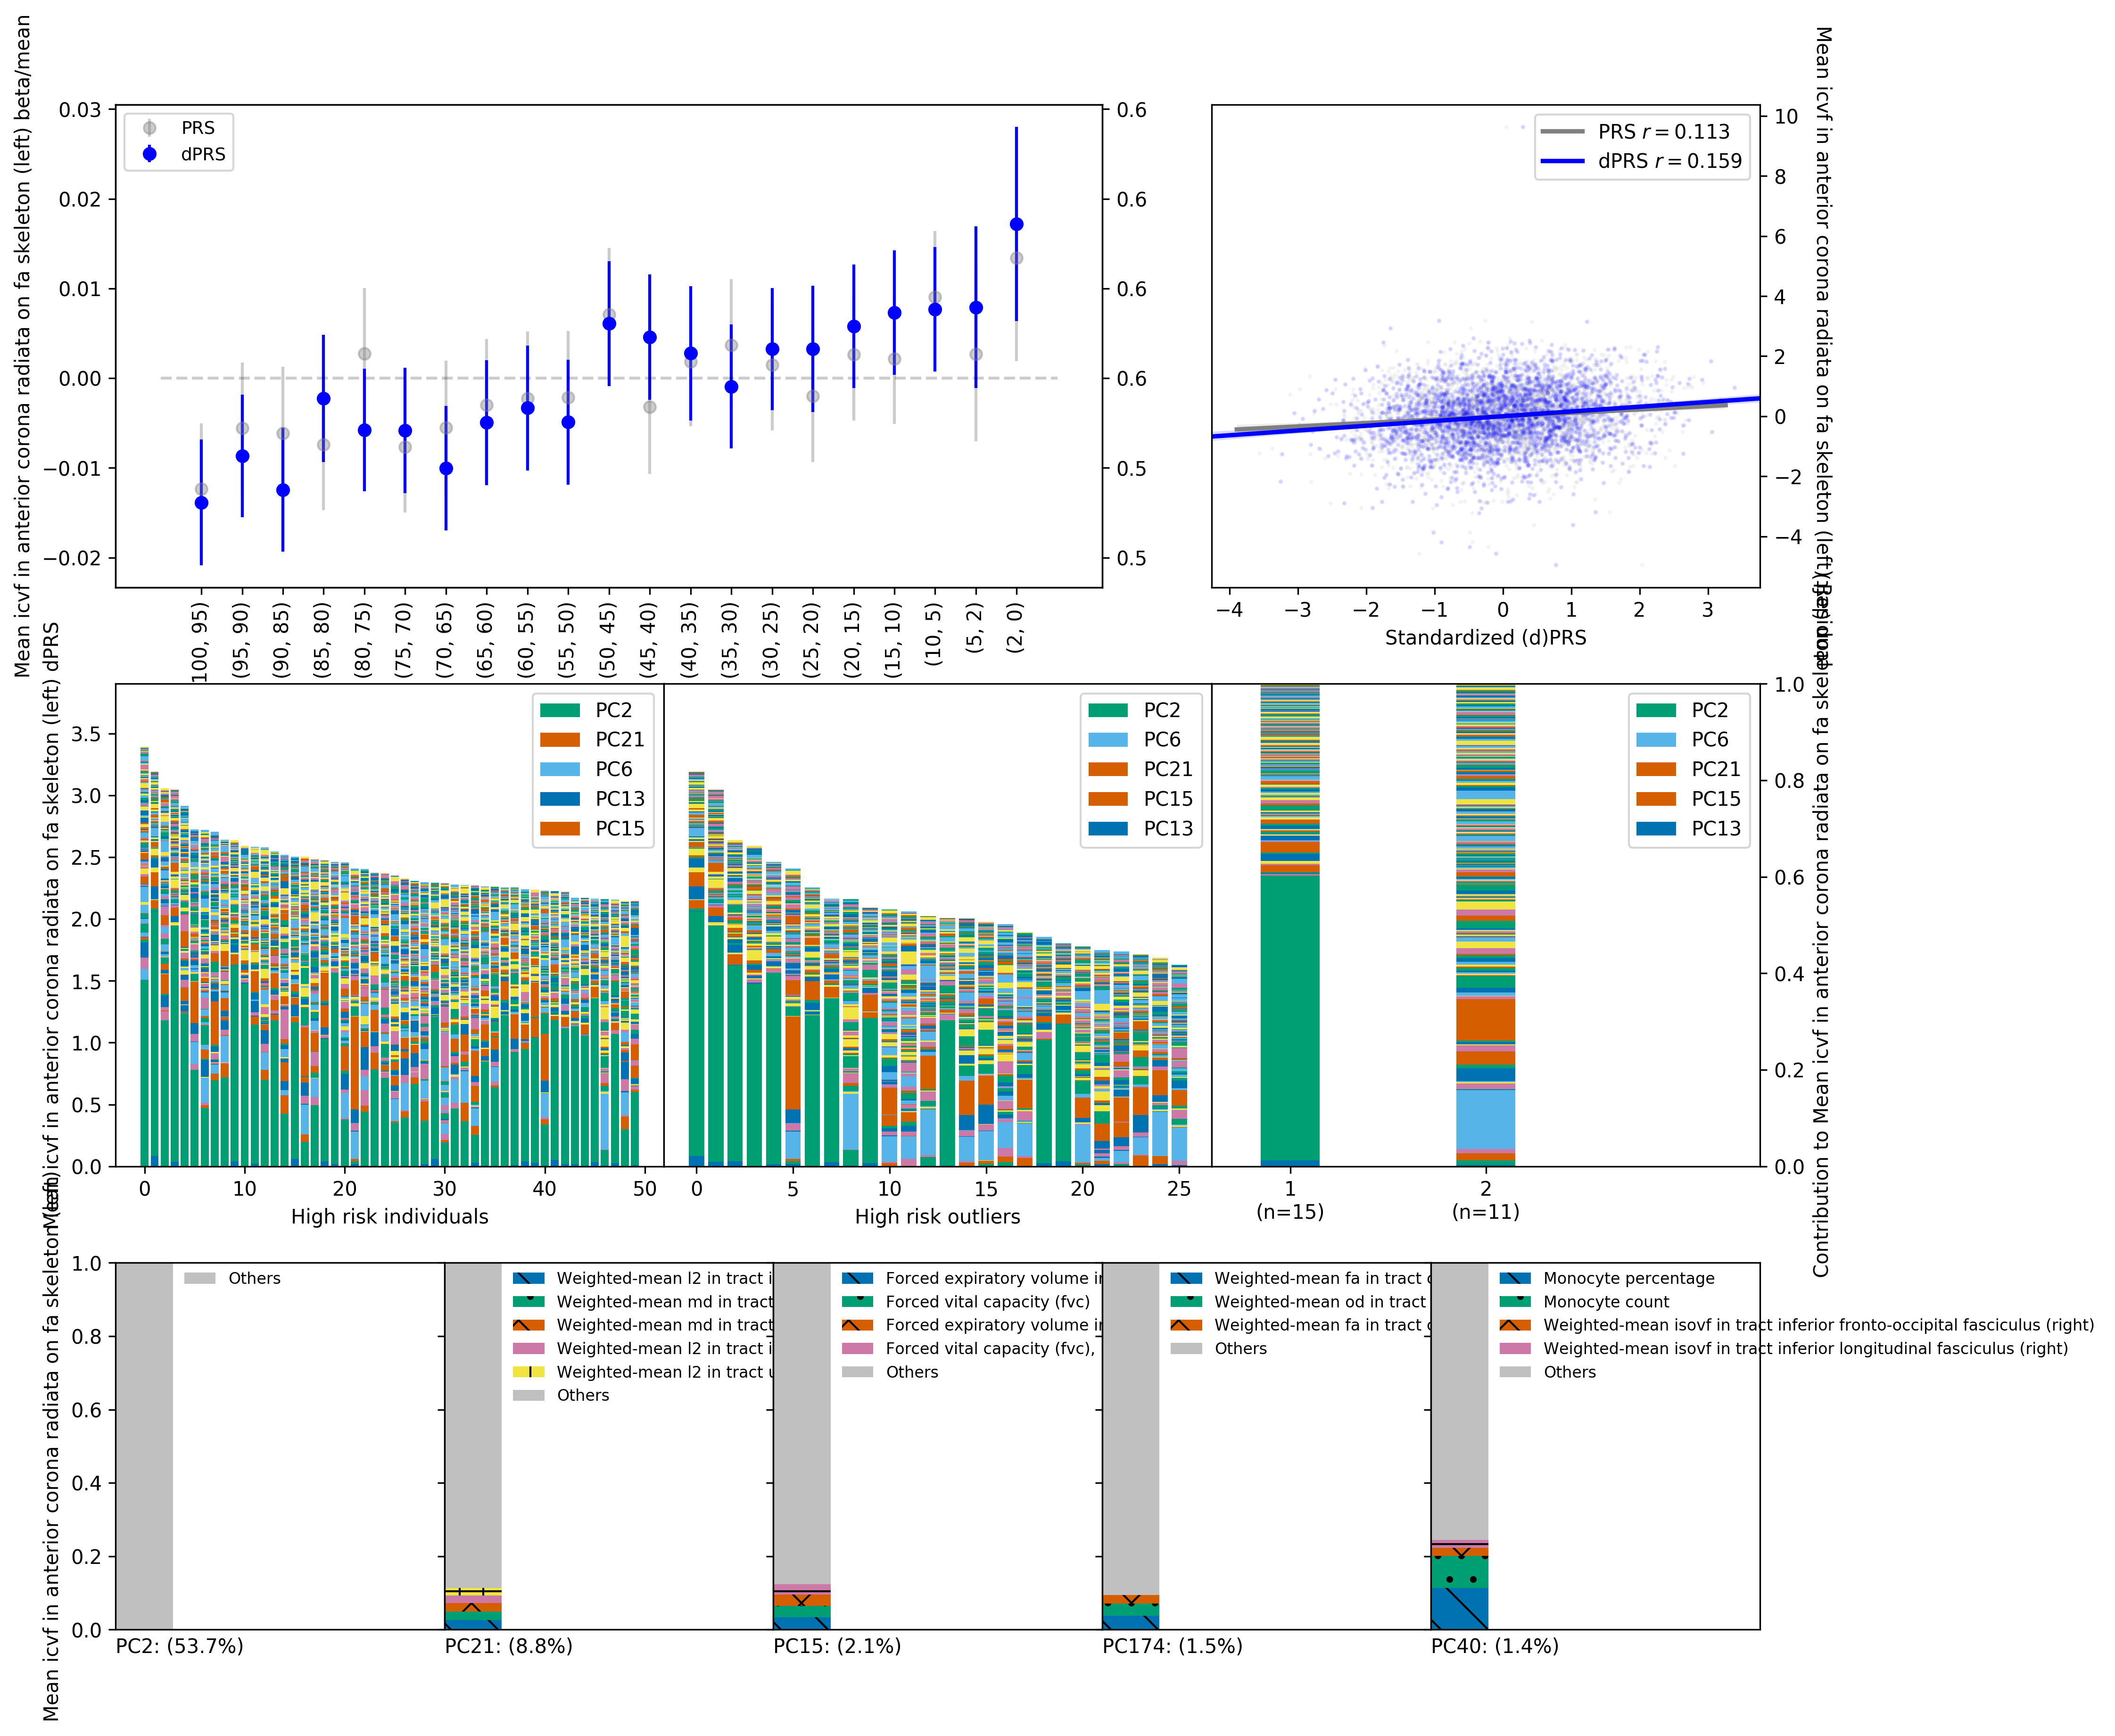 Mean icvf in anterior corona radiata on fa skeleton (left) beta/mean
0.03
0.02
0.01
0.00
−0.01
−0.02
PRS
dPRS
0.6
0.6
0.6
0.6
0.5
0.5
100, 95)
(95, 90)
(90, 85)
(85, 80)
(80, 75)
(75, 70)
(70, 65)
(65, 60)
(60, 55)
(55, 50)
(50, 45)
(45, 40)
(40, 35)
(35, 30)
(30, 25)
(25, 20)
(20, 15)
(15, 10)
(10, 5)
(5, 2)
(2, 0)
PRS r = 0.113
dPRS r = 0.159
10
8
6
4
2
0
−2
−4
−4 −3 −2 −1 0 1 2 3
Standardized (d)PRS
Mean icvf in anterior corona radiata on fa skeleton (left)
Mean icvf in anterior corona radiata on fa skeleton (left) dPRS
3.5
3.0
2.5
2.0
1.5
1.0
0.5
0.0
PC2
PC21
PC6
PC13
PC15
0 10 20 30 40 50
High risk individuals
PC2
PC6
PC21
PC15
PC13
0 5 10 15 20 25
High risk outliers
PC2
PC6
PC21
PC15
PC13
1
(n=15)
2
(n=11)
1.0
0.8
0.6
0.4
0.2
0.0
Contribution to Mean icvf in anterior corona radiata on fa skeleton
Mean icvf in anterior corona radiata on fa skeleton (left)
1.0
0.8
0.6
0.4
0.2
0.0
Others
PC2: (53.7%)
Weighted-mean l2 in tract i
Weighted-mean md in tract
Weighted-mean md in tract
Weighted-mean l2 in tract i
Weighted-mean l2 in tract u
Others
PC21: (8.8%)
Forced expiratory volume in
Forced vital capacity (fvc)
Forced expiratory volume in
Forced vital capacity (fvc),
Others
PC15: (2.1%)
Weighted-mean fa in tract
Weighted-mean od in tract
Weighted-mean fa in tract
Others
PC174: (1.5%)
Monocyte percentage
Monocyte count
Weighted-mean isovf in tract inferior fronto-occipital fasciculus (right)
Weighted-mean isovf in tract inferior longitudinal fasciculus (right)
Others
PC40: (1.4%)